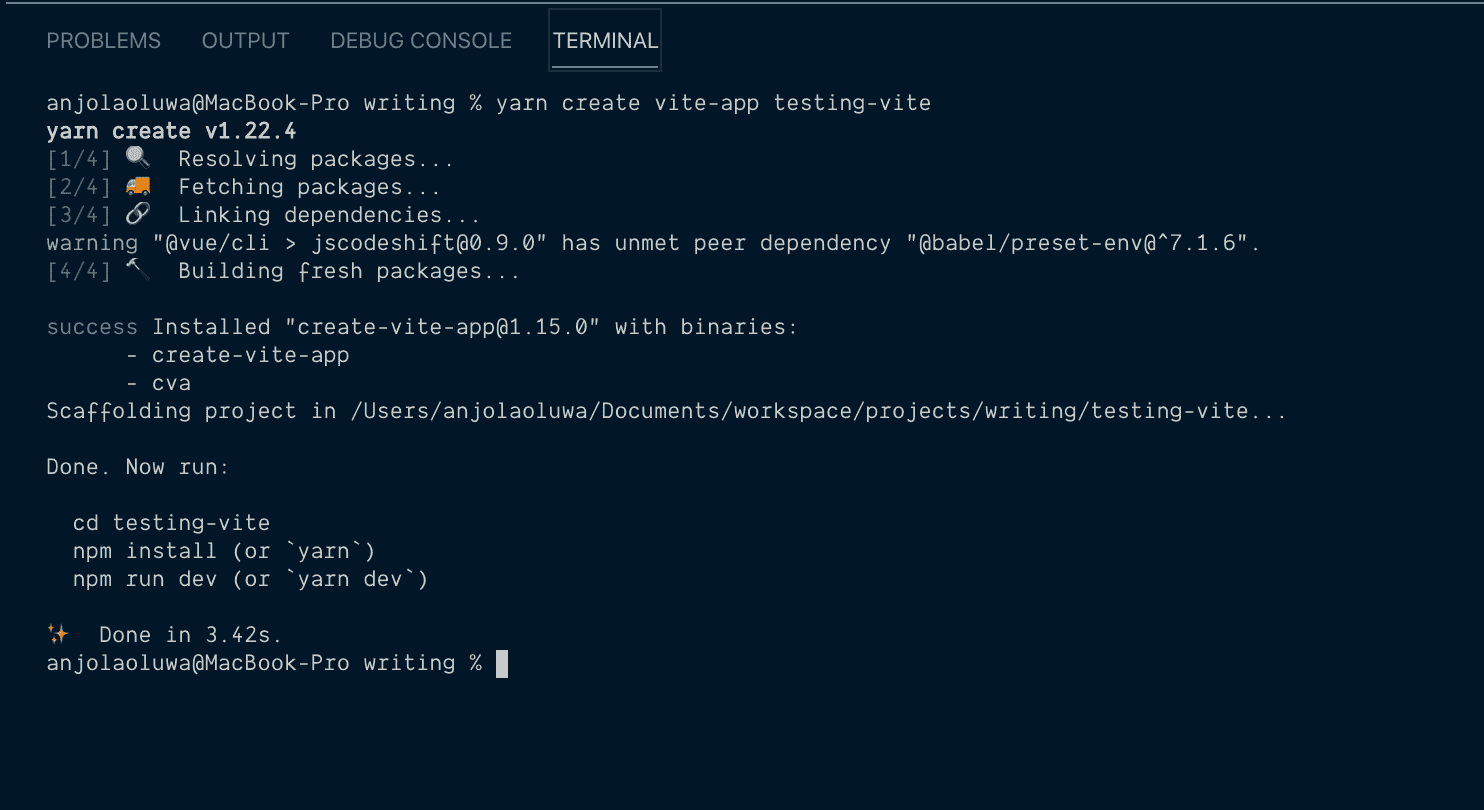 PROBLEMS OUTPUT DEBUG CONSOLE TERMINAL
anjolaoluwa@MacBook-Pro writing % yarn create vite-app testing-vite
yarn create v1.22.4
[1/4] 🔍 Resolving packages...
[2/4] 🚚 Fetching packages...
[3/4] 🔗 Linking dependencies...
warning "@vue/cli > jscodeshift@0.9.0" has unmet peer dependency "@babel/preset-env@^7.1.6".
[4/4] 🔨 Building fresh packages...
success Installed "create-vite-app@1.15.0" with binaries:
- create-vite-app
- cva
Scaffolding project in /Users/anjolaoluwa/Documents/workspace/projects/writing/testing-vite...
Done. Now run:
cd testing-vite
npm install (or `yarn`)
npm run dev (or `yarn dev`)
✨ Done in 3.42s.
anjolaoluwa@MacBook-Pro writing %